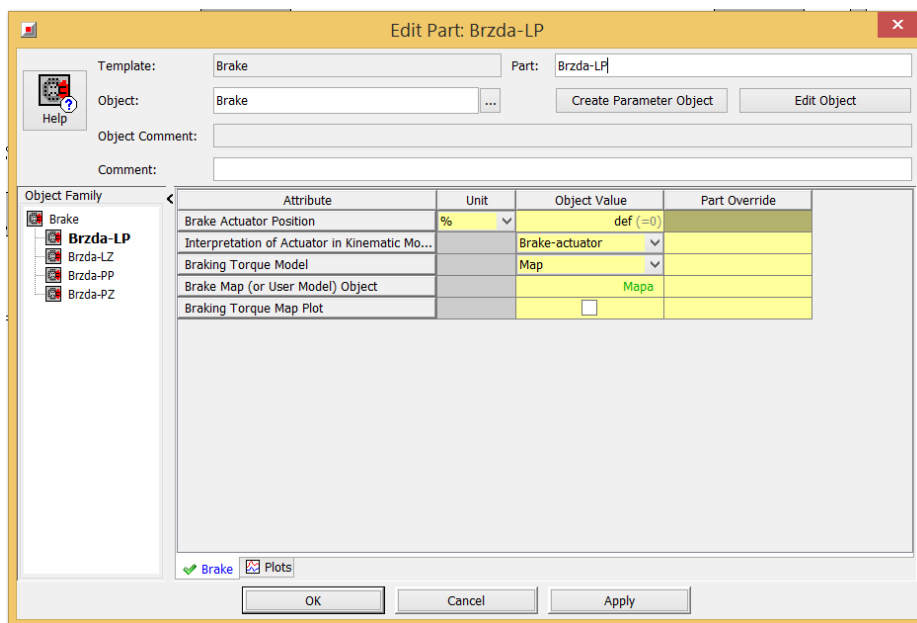 Edit Part: Brzda-LP
Template: Brake Part: Brzda-LP
Help
Object: Brake ... Create Parameter Object Edit Object
Object Comment:
Comment:
Object Family
Brake
Brzda-LP
Brzda-LZ
Brzda-PP
Brzda-PZ
Attribute Unit Object Value Part Override
Brake Actuator Position % def (=0)
Interpretation of Actuator in Kinematic Mo... Brake-actuator
Braking Torque Model Map
Brake Map (or User Model) Object Mapa
Braking Torque Map Plot
Brake Plots
OK Cancel Apply